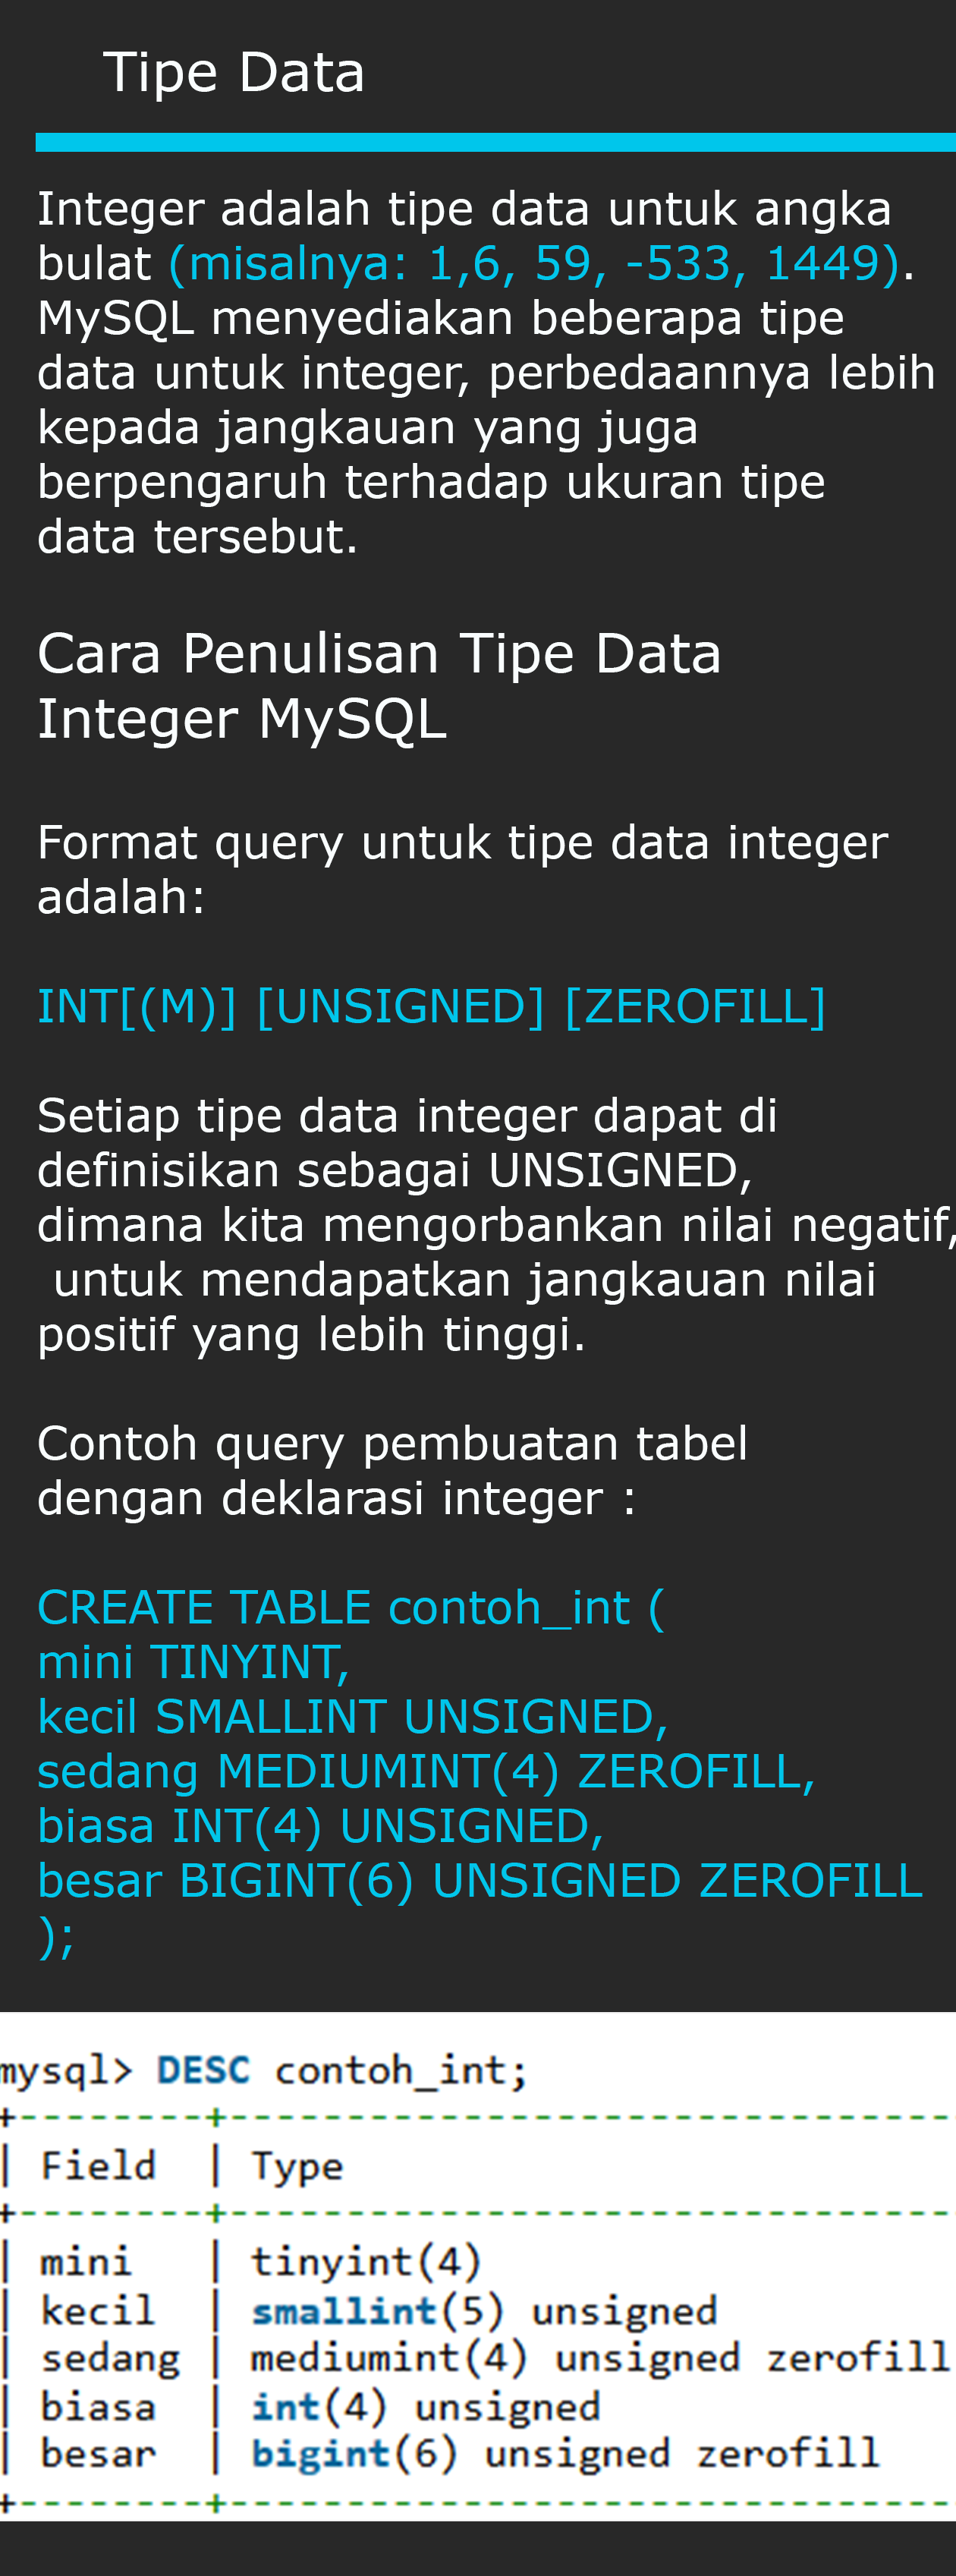 Tipe Data
Integer adalah tipe data untuk angka
bulat (misalnya: 1,6, 59, -533, 1449).
MySQL menyediakan beberapa tipe
data untuk integer, perbedaannya lebih
kepada jangkauan yang juga
berpengaruh terhadap ukuran tipe
data tersebut.
Cara Penulisan Tipe Data
Integer MySQL
Format query untuk tipe data integer
adalah:
INT[(M)] [UNSIGNED] [ZEROFILL]
Setiap tipe data integer dapat di
definisikan sebagai UNSIGNED,
dimana kita mengorbankan nilai negatif,
untuk mendapatkan jangkauan nilai
positif yang lebih tinggi.
Contoh query pembuatan tabel
dengan deklarasi integer :
CREATE TABLE contoh_int (
mini TINYINT,
kecil SMALLINT UNSIGNED,
sedang MEDIUMINT(4) ZEROFILL,
biasa INT(4) UNSIGNED,
besar BIGINT(6) UNSIGNED ZEROFILL
);
mysql> DESC contoh_int;
+--------+-------------------------------
| Field  | Type
+--------+-------------------------------
| mini   | tinyint(4)
| kecil  | smallint(5) unsigned
| sedang | mediumint(4) unsigned zerofill
| biasa  | int(4) unsigned
| besar  | bigint(6) unsigned zerofill
+--------+-------------------------------